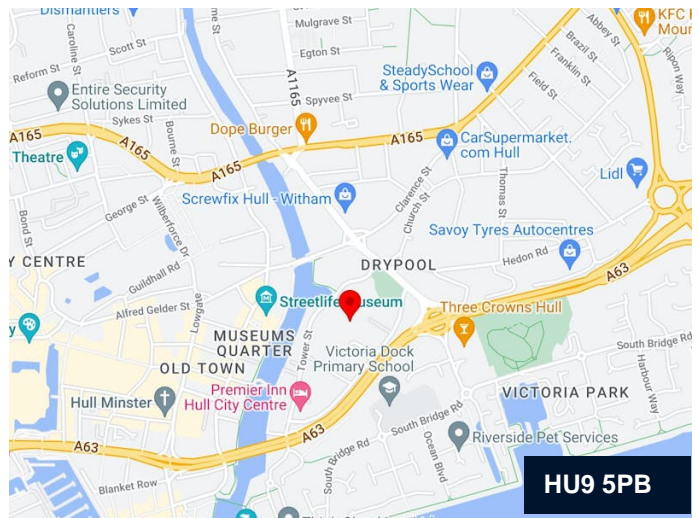 Dismantlers
Mulgrave St
Scott St
Caroline St
Reform St
Egton St
A1165
KFC
Moun
Abbey St
Brazil St
Franklin St
Ripon Way
Field St
SteadySchool
& Sports Wear
Entire Security
Solutions Limited
Spyvee St
Sykes St
Bourne St
Dope Burger
A165
A165
A165
A165
CarSupermarket.
com Hull
Theatre
Lidl
George St
Screwfix Hull - Witham
Clarence St
Church St
Thomas St
Bond St
Wilberforce Dr
Savoy Tyres Autocentres
Hedon Rd
Y CENTRE
Guildhall Rd
DRYPOOL
A63
Streetlife Museum
Alfred Gelder St
Lowgate
Three Crowns Hull
MUSEUMS
QUARTER
Tower St
Victoria Dock
Primary School
South Bridge Rd
OLD TOWN
Premier Inn
Hull City Centre
Hull Minster
VICTORIA PARK
Harbour Way
A63
A63
South Bridge Rd
South Bridge Rd
Ocean Blvd
Riverside Pet Services
Blanket Row
HU9 5PB